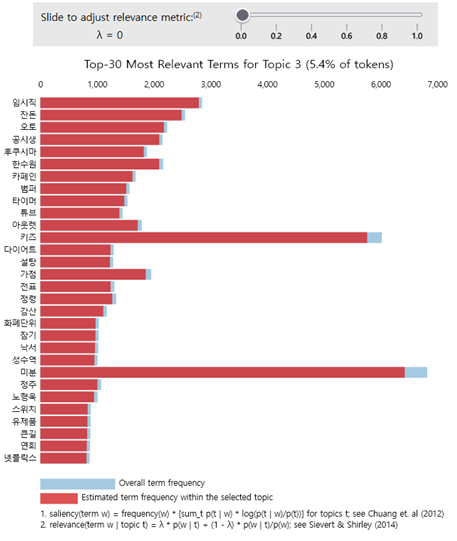 Slide to adjust relevance metric:(2)
λ = 0
0.0 0.2 0.4 0.6 0.8 1.0
Top-30 Most Relevant Terms for Topic 3 (5.4% of tokens)
0 1,000 2,000 3,000 4,000 5,000 6,000 7,000
임시직
잔돈
오토
공시생
후쿠시마
한수원
카페인
범퍼
타이머
튜브
아웃렛
키즈
다이어트
설탕
가점
전표
정령
감산
화폐단위
잠기
낙서
성수역
미분
정주
노형욱
스위치
유제품
큰길
연회
넷플릭스
Overall term frequency
Estimated term frequency within the selected topic
1. saliency(term w) = frequency(w) * [sum_t p(t | w) * log(p(t | w)/p(t))] for topics t; see Chuang et. al (2012)
2. relevance(term w | topic t) = λ * p(w | t) + (1 - λ) * p(w | t)/p(w); see Sievert & Shirley (2014)